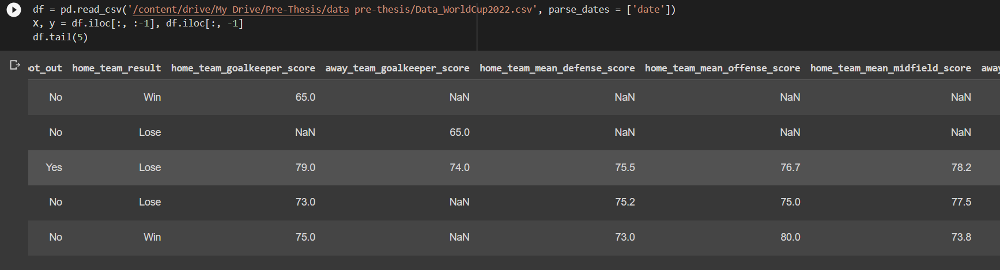 df = pd.read_csv('/content/drive/My Drive/Pre-Thesis/data pre-thesis/Data_WorldCup2022.csv', parse_dates = ['date'])
X, y = df.iloc[:, :-1], df.iloc[:, -1]
df.tail(5)
ot_out home_team_result home_team_goalkeeper_score away_team_goalkeeper_score home_team_mean_defense_score home_team_mean_offense_score home_team_mean_midfield_score away
No Win 65.0 NaN NaN NaN NaN
No Lose NaN 65.0 NaN NaN NaN
Yes Lose 79.0 74.0 75.5 76.7 78.2
No Lose 73.0 NaN 75.2 75.0 77.5
No Win 75.0 NaN 73.0 80.0 73.8